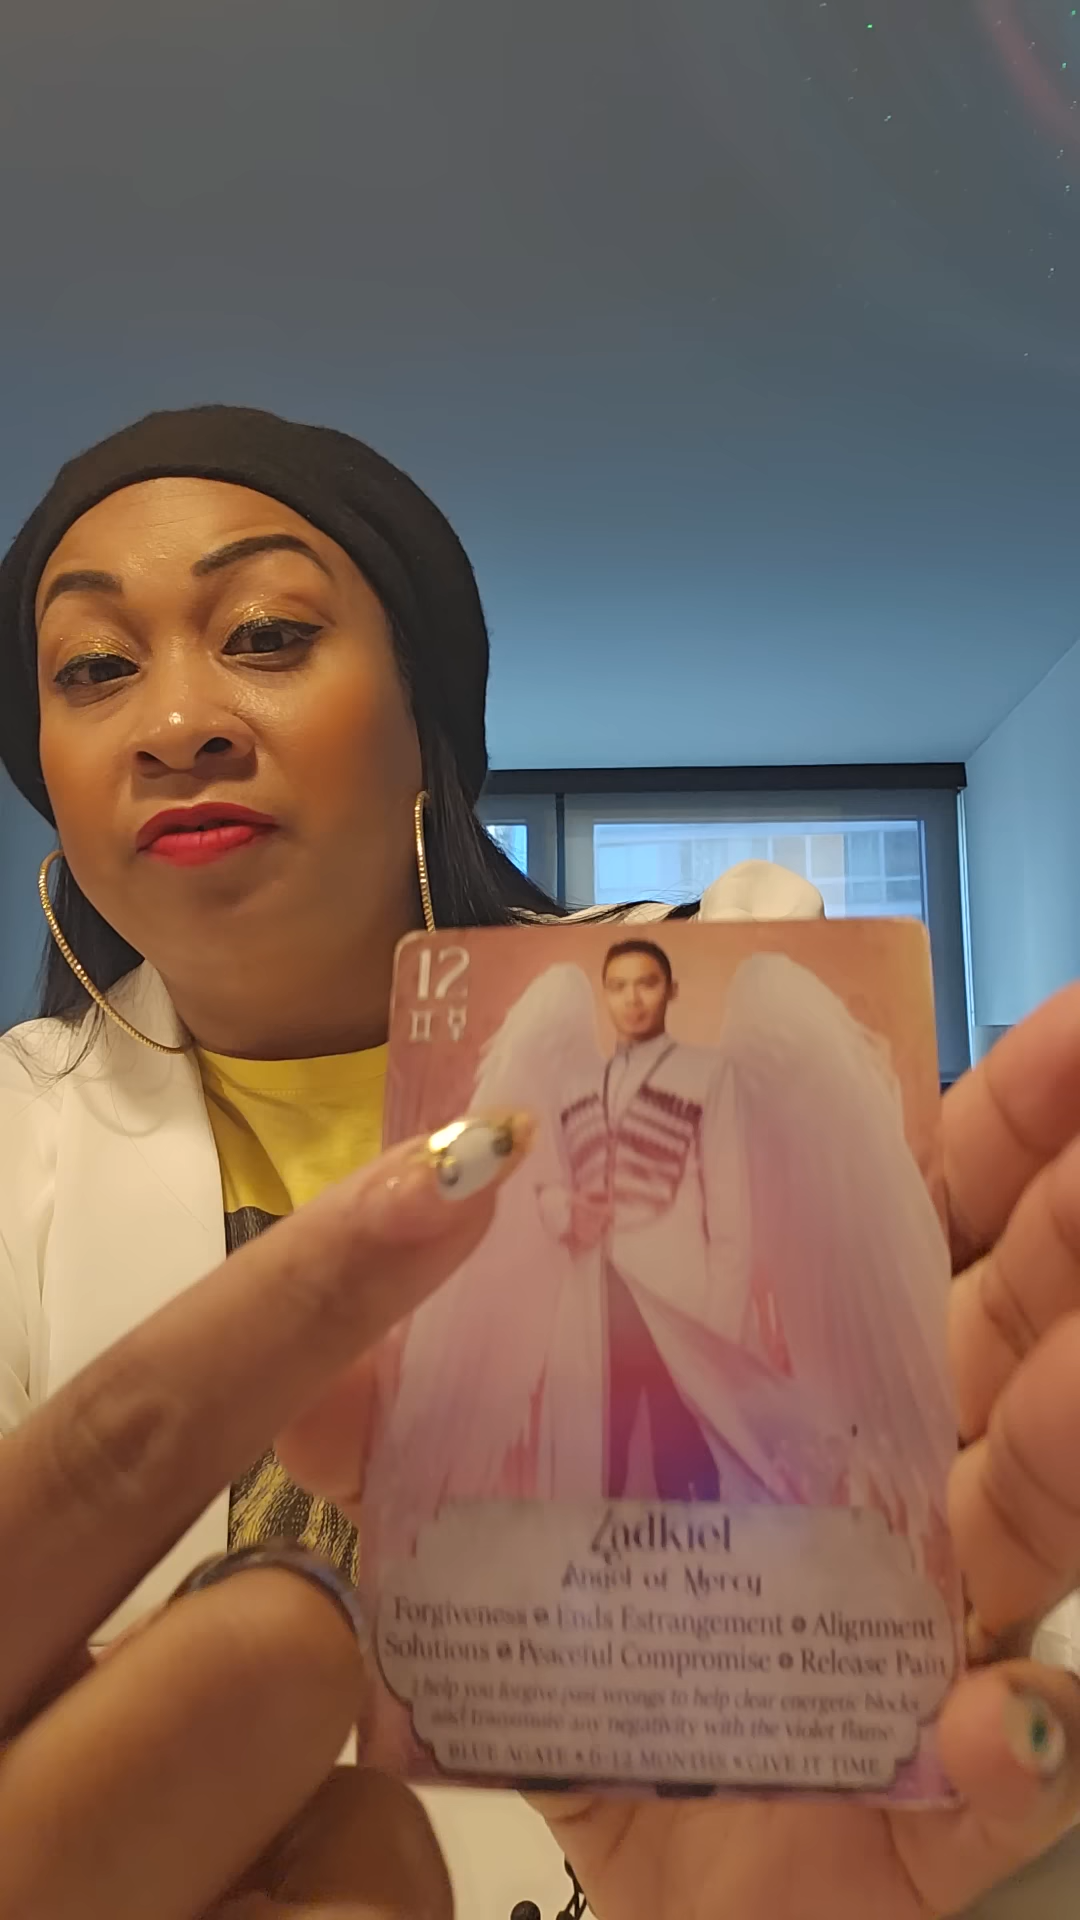 12
♊ ☿
Zadkiel
Angel of Mercy
Forgiveness Ends Estrangement Alignment
Solutions Peaceful Compromise Release Pain
I help you forgive past wrongs to help clear energetic blocks
and transmute any negativity with the violet flame.
BLUE AGATE • 6-12 MONTHS • GIVE IT TIME